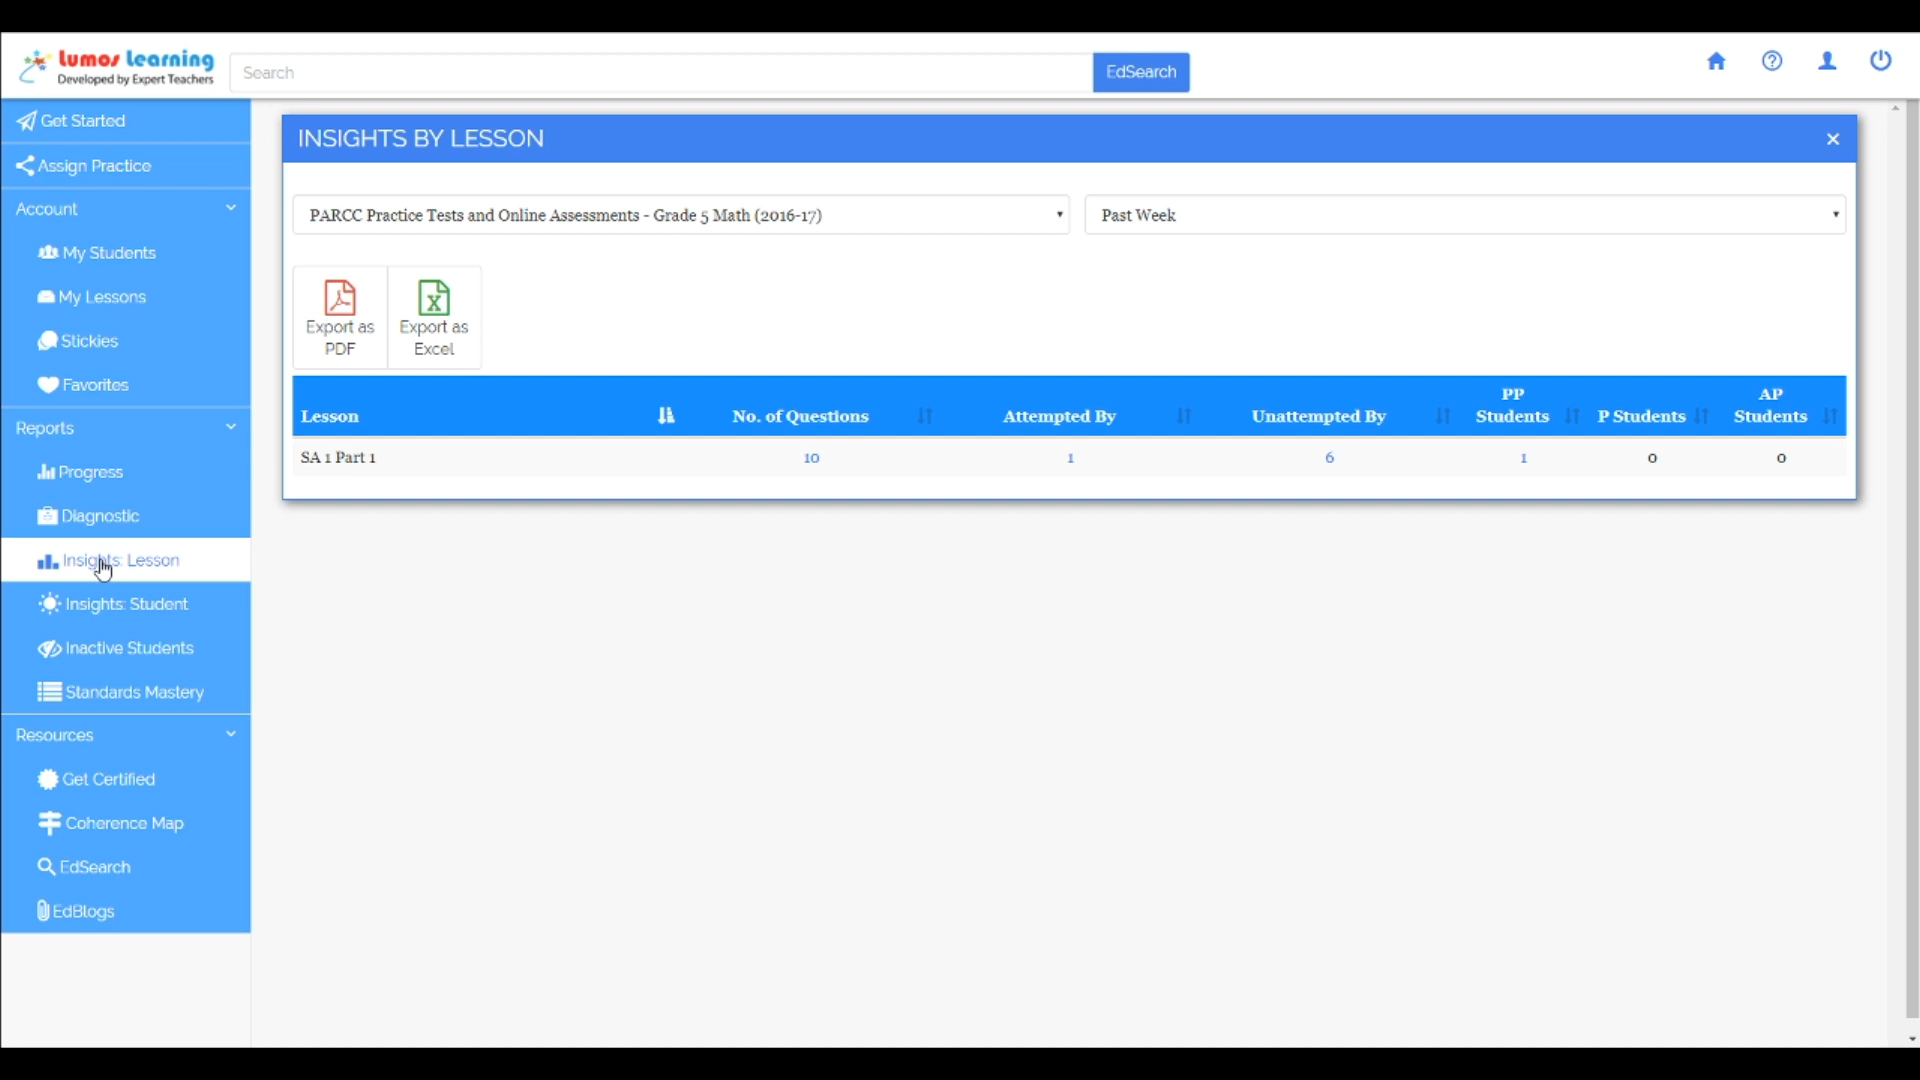 Lumos Learning
Developed by Expert Teachers
Search
EdSearch
Get Started
Assign Practice
Account
My Students
My Lessons
Stickies
Favorites
Reports
Progress
Diagnostic
Insights: Lesson
Insights: Student
Inactive Students
Standards Mastery
Resources
Get Certified
Coherence Map
EdSearch
EdBlogs
INSIGHTS BY LESSON
PARCC Practice Tests and Online Assessments - Grade 5 Math (2016-17)
Past Week
Export as PDF
Export as Excel
Lesson No. of Questions Attempted By Unattempted By PP Students P Students AP Students
SA 1 Part 1 10 1 6 1 0 0